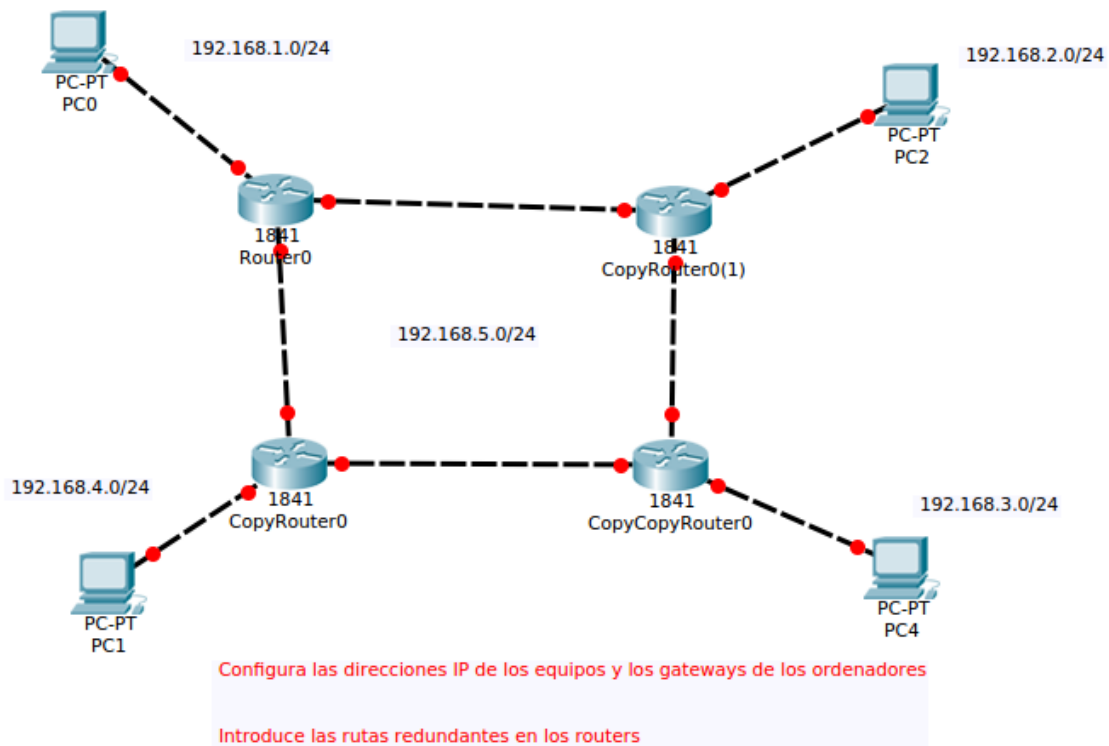 192.168.1.0/24
192.168.2.0/24
PC-PT
PC0
PC-PT
PC2
1841
Router0
1841
CopyRouter0(1)
192.168.5.0/24
192.168.4.0/24
1841
CopyRouter0
1841
CopyCopyRouter0
192.168.3.0/24
PC-PT
PC1
PC-PT
PC4
Configura las direcciones IP de los equipos y los gateways de los ordenadores
Introduce las rutas redundantes en los routers